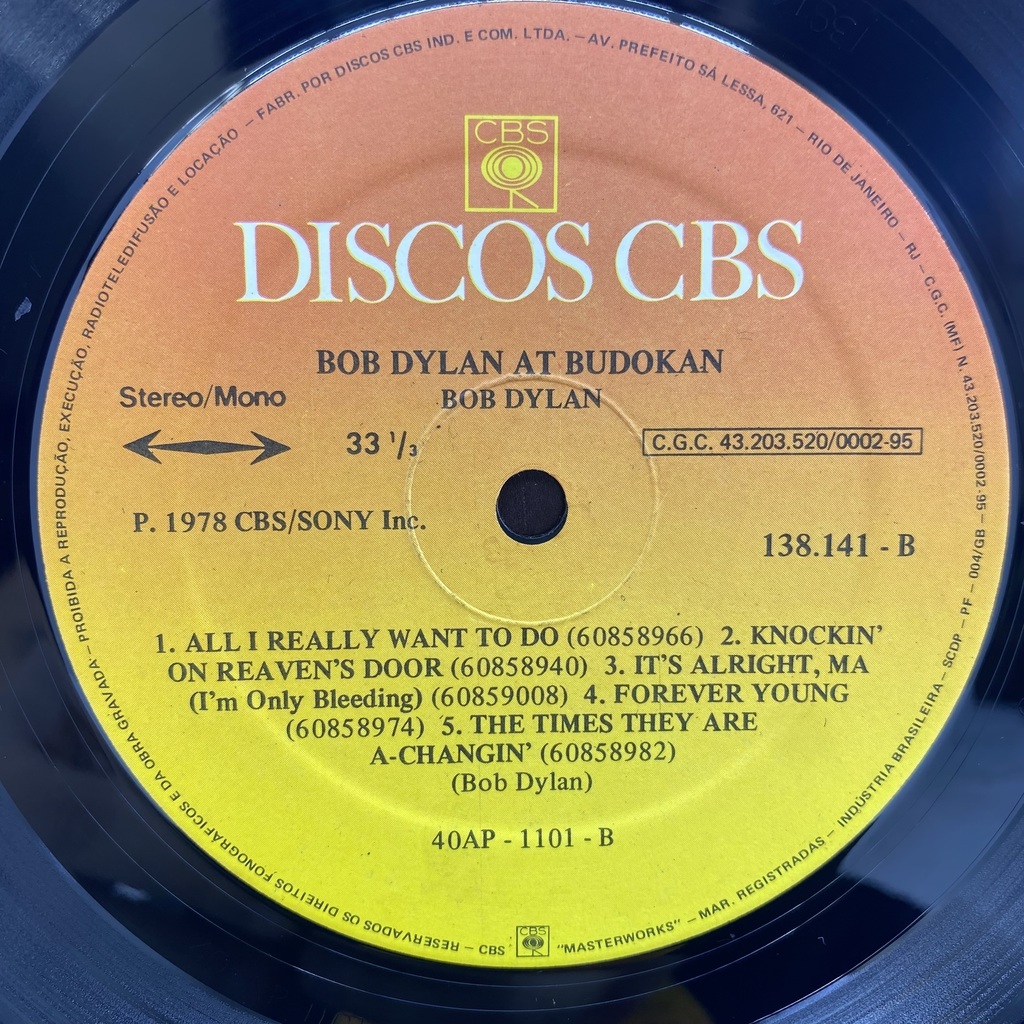 CBS
DISCOS CBS
BOB DYLAN AT BUDOKAN
BOB DYLAN
Stereo/Mono
33 1/3
C.G.C. 43.203.520/0002-95
P. 1978 CBS/SONY Inc.
138.141 - B
1. ALL I REALLY WANT TO DO (60858966) 2. KNOCKIN'
ON REAVEN'S DOOR (60858940) 3. IT'S ALRIGHT, MA
(I'm Only Bleeding) (60859008) 4. FOREVER YOUNG
(60858974) 5. THE TIMES THEY ARE
A-CHANGIN' (60858982)
(Bob Dylan)
40AP - 1101 - B
RESERVADOS OS DIREITOS FONOGRÁFICOS E DA OBRA GRAVADA – PROIBIDA A REPRODUÇÃO, EXECUÇÃO, RADIOTELEDIFUSÃO E LOCAÇÃO – FABR. POR DISCOS CBS IND. E COM. LTDA. – AV. PREFEITO SÁ LESSA, 621 – RIO DE JANEIRO – RJ – C.G.C. (MF) N. 43.203.520/0002-95 – 004/GB – PF – SCDP – INDÚSTRIA BRASILEIRA – MAR. REGISTRADAS – "MASTERWORKS" CBS – CBS –